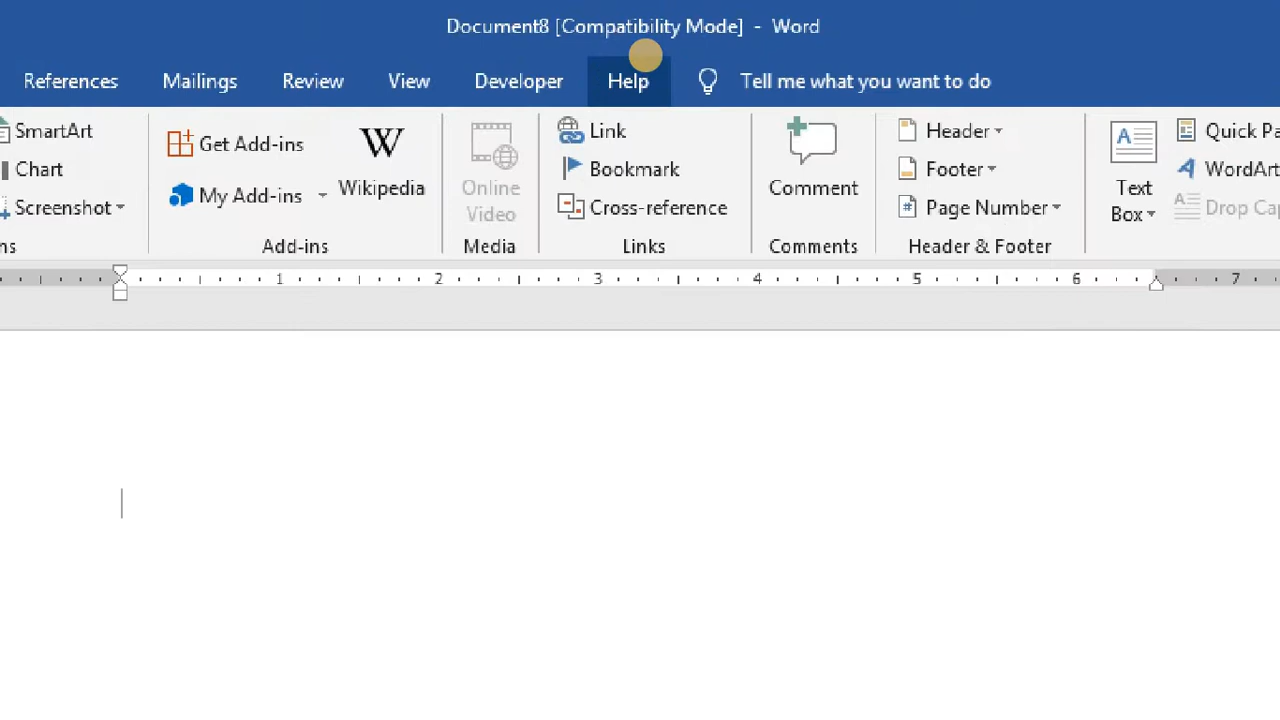 Document8 [Compatibility Mode] - Word
References Mailings Review View Developer Help Tell me what you want to do
SmartArt Get Add-ins W Link Header Quick
Chart Bookmark Comment Footer WordArt
Screenshot My Add-ins Wikipedia Online Video Cross-reference Page Number Text Box Drop
Add-ins Media Links Comments Header & Footer
1 2 3 4 5 6 7